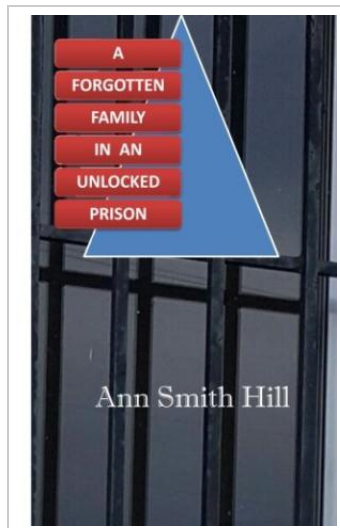 A
FORGOTTEN
FAMILY
IN AN
UNLOCKED
PRISON
Ann Smith Hill